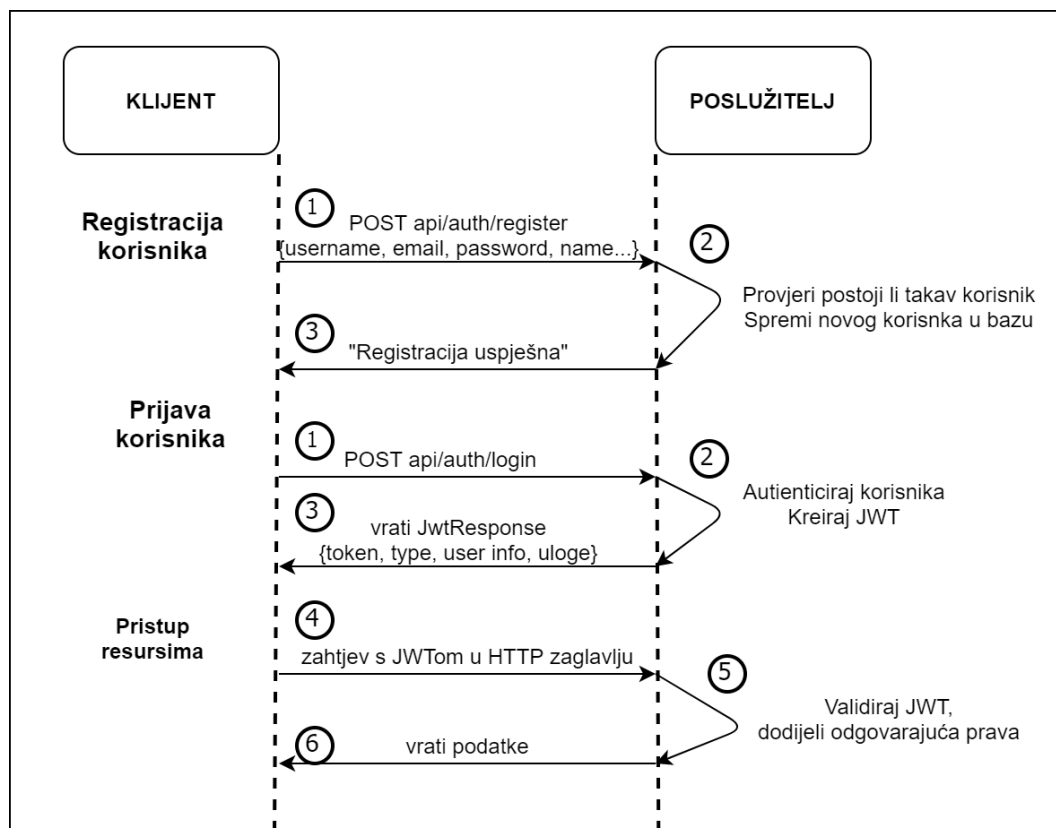 KLIJENT
POSLUŽITELJ
Registracija
korisnika
1
POST api/auth/register
{username, email, password, name...}
2
Provjeri postoji li takav korisnik
Spremi novog korisnka u bazu
3
"Registracija uspješna"
Prijava
korisnika
1
POST api/auth/login
2
Autienticiraj korisnika
Kreiraj JWT
3
vrati JwtResponse
{token, type, user info, uloge}
Pristup
resursima
4
zahtjev s JWTom u HTTP zaglavlju
5
Validiraj JWT,
dodijeli odgovarajuća prava
6
vrati podatke